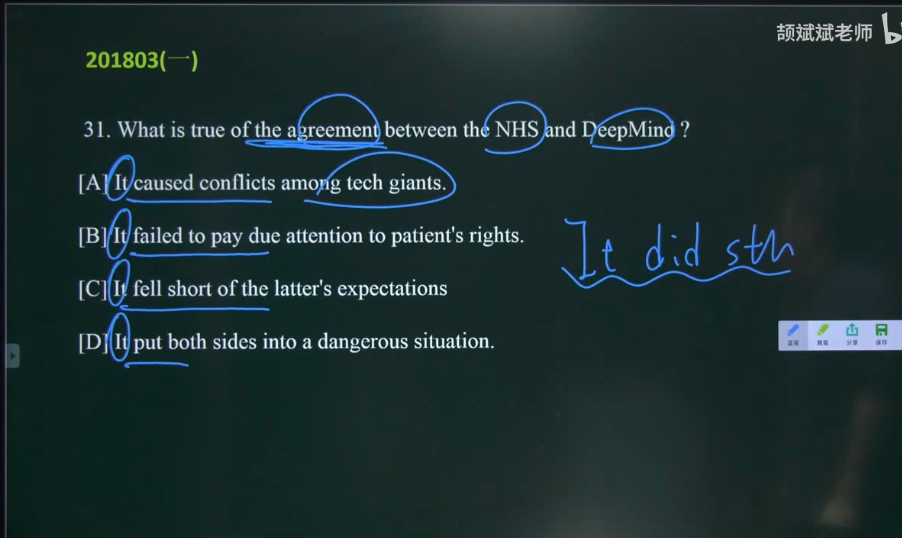 颉斌斌老师
201803(一)
31. What is true of the agreement between the NHS and DeepMind ?
[A] It caused conflicts among tech giants.
[B] It failed to pay due attention to patient's rights.
It did sth
[C] It fell short of the latter's expectations
[D] It put both sides into a dangerous situation.
蓝笔 黄笔 分享 保存